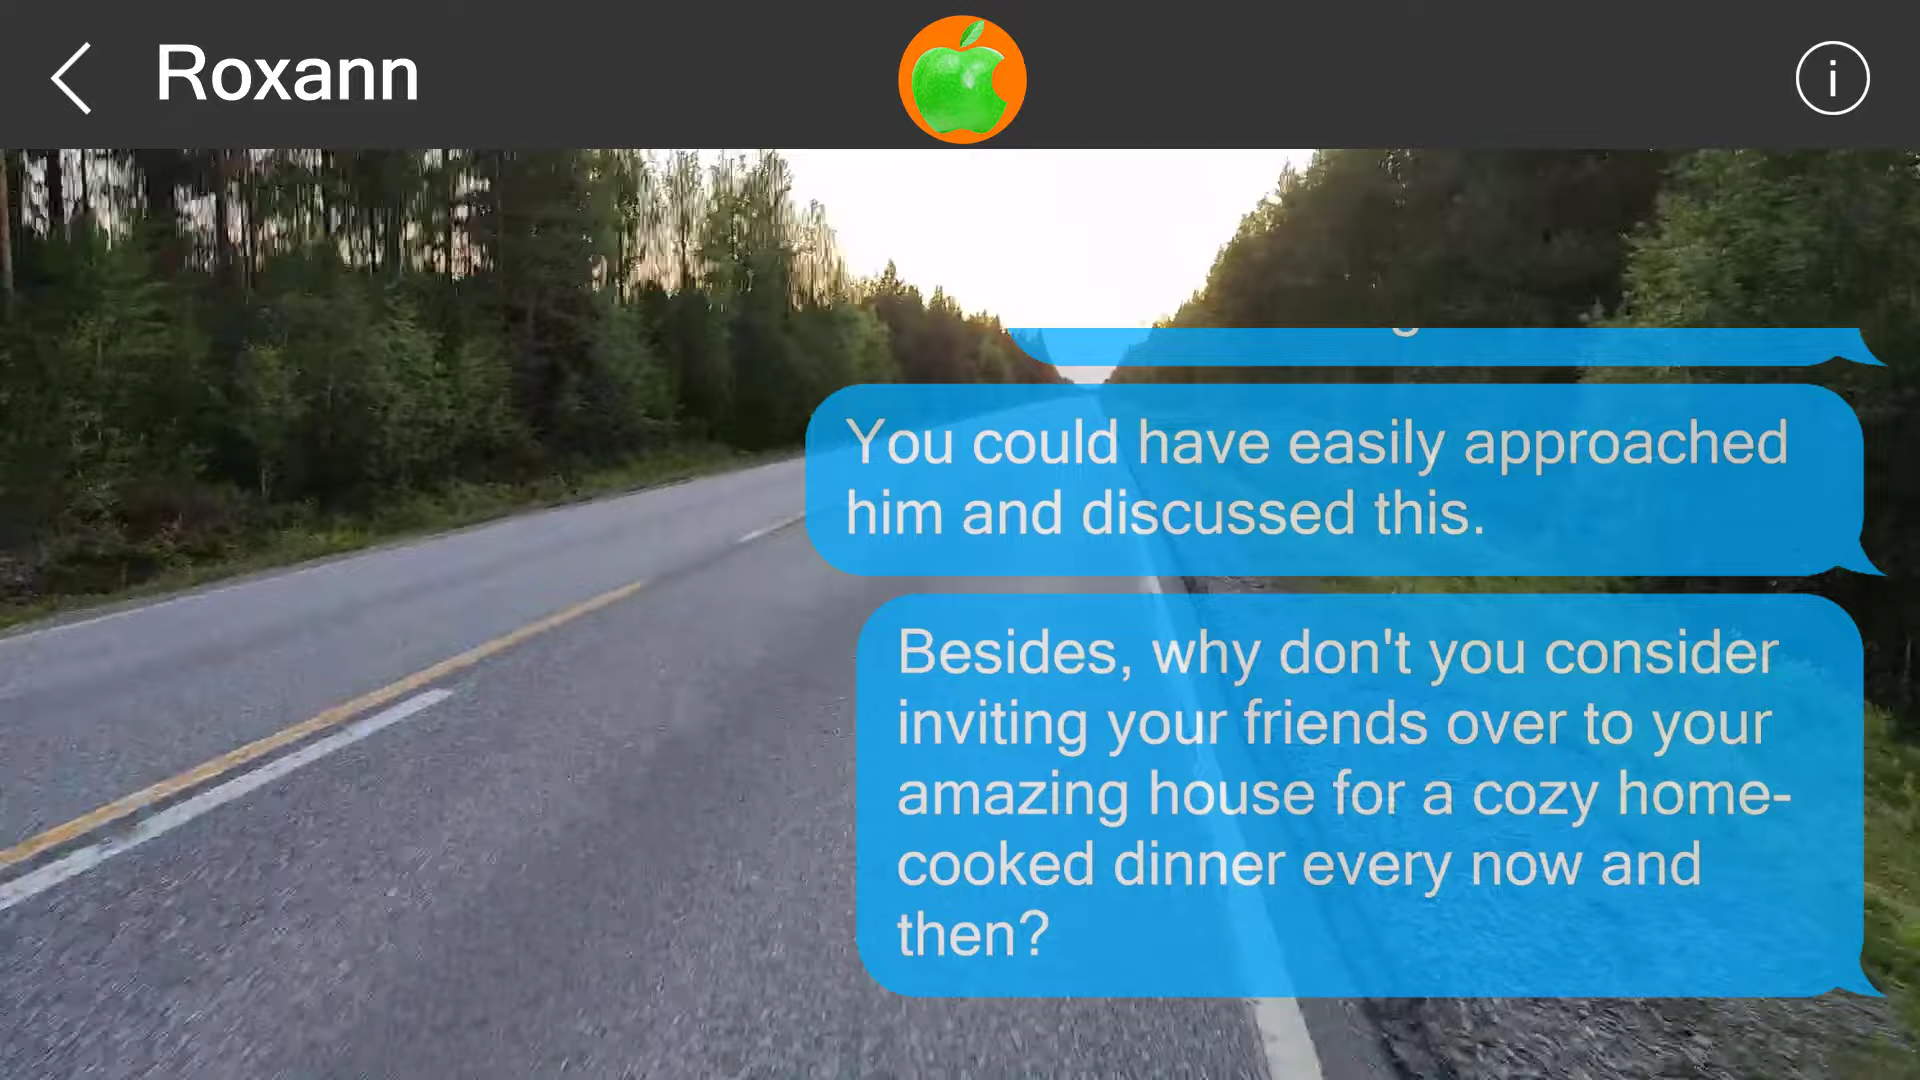 Roxann
i
You could have easily approached
him and discussed this.
Besides, why don't you consider
inviting your friends over to your
amazing house for a cozy home-
cooked dinner every now and
then?